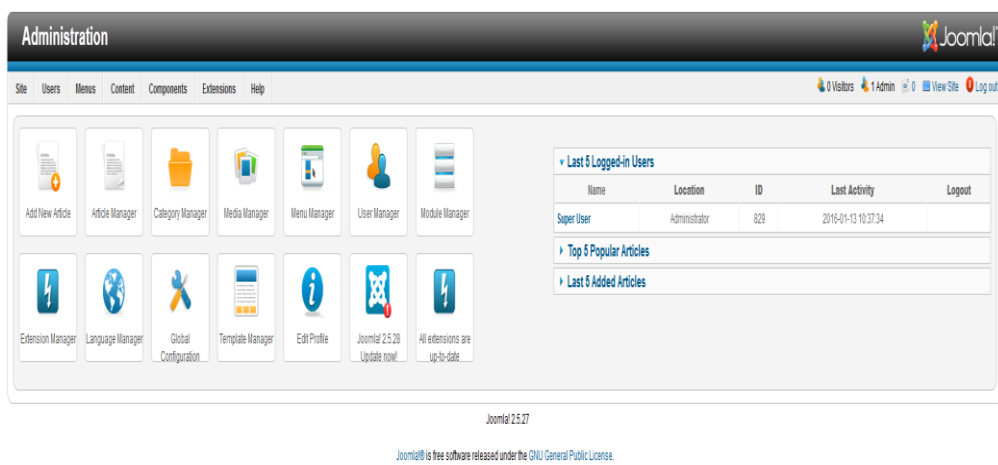 Administration
Joomla!™
Site Users Menus Content Components Extensions Help
0 Visitors 1 Admin 0 View Site Log out
Add New Article
Article Manager
Category Manager
Media Manager
Menu Manager
User Manager
Module Manager
Extension Manager
Language Manager
Global
Configuration
Template Manager
Edit Profile
Joomla! 2.5.28
Update now!
All extensions are
up-to-date
Last 5 Logged-in Users
Name Location ID Last Activity Logout
Super User Administrator 829 2016-01-13 10:37:34
Top 5 Popular Articles
Last 5 Added Articles
Joomla! 2.5.27
Joomla!® is free software released under the GNU General Public License.